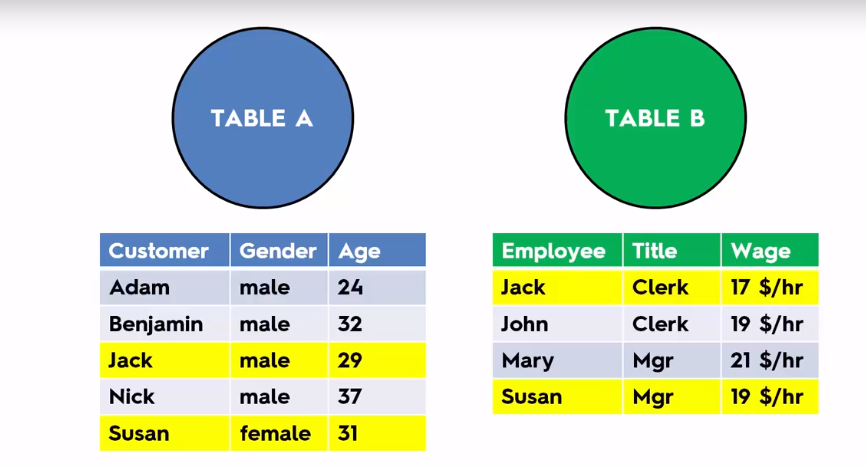 TABLE A
TABLE B
Customer Gender Age
Adam male 24
Benjamin male 32
Jack male 29
Nick male 37
Susan female 31
Employee Title Wage
Jack Clerk 17 $/hr
John Clerk 19 $/hr
Mary Mgr 21 $/hr
Susan Mgr 19 $/hr